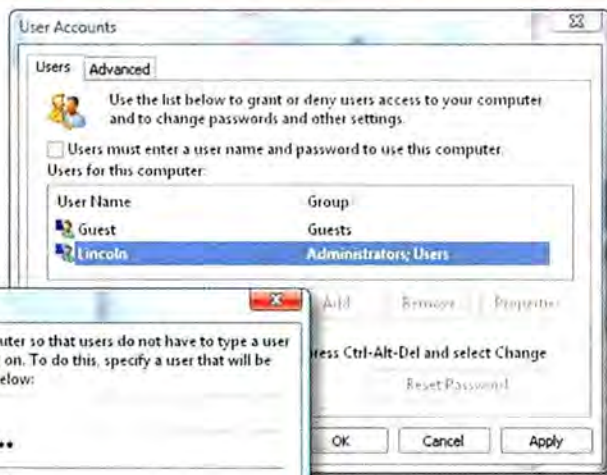 User Accounts
Users Advanced
Use the list below to grant or deny users access to your computer
and to change passwords and other settings.
Users must enter a user name and password to use this computer.
Users for this computer:
User Name Group
Guest Guests
Lincoln Administrators; Users
Add Remove Properties
ress Ctrl-Alt-Del and select Change
Reset Password
OK Cancel Apply
uter so that users do not have to type a user
on. To do this, specify a user that will be
elow: